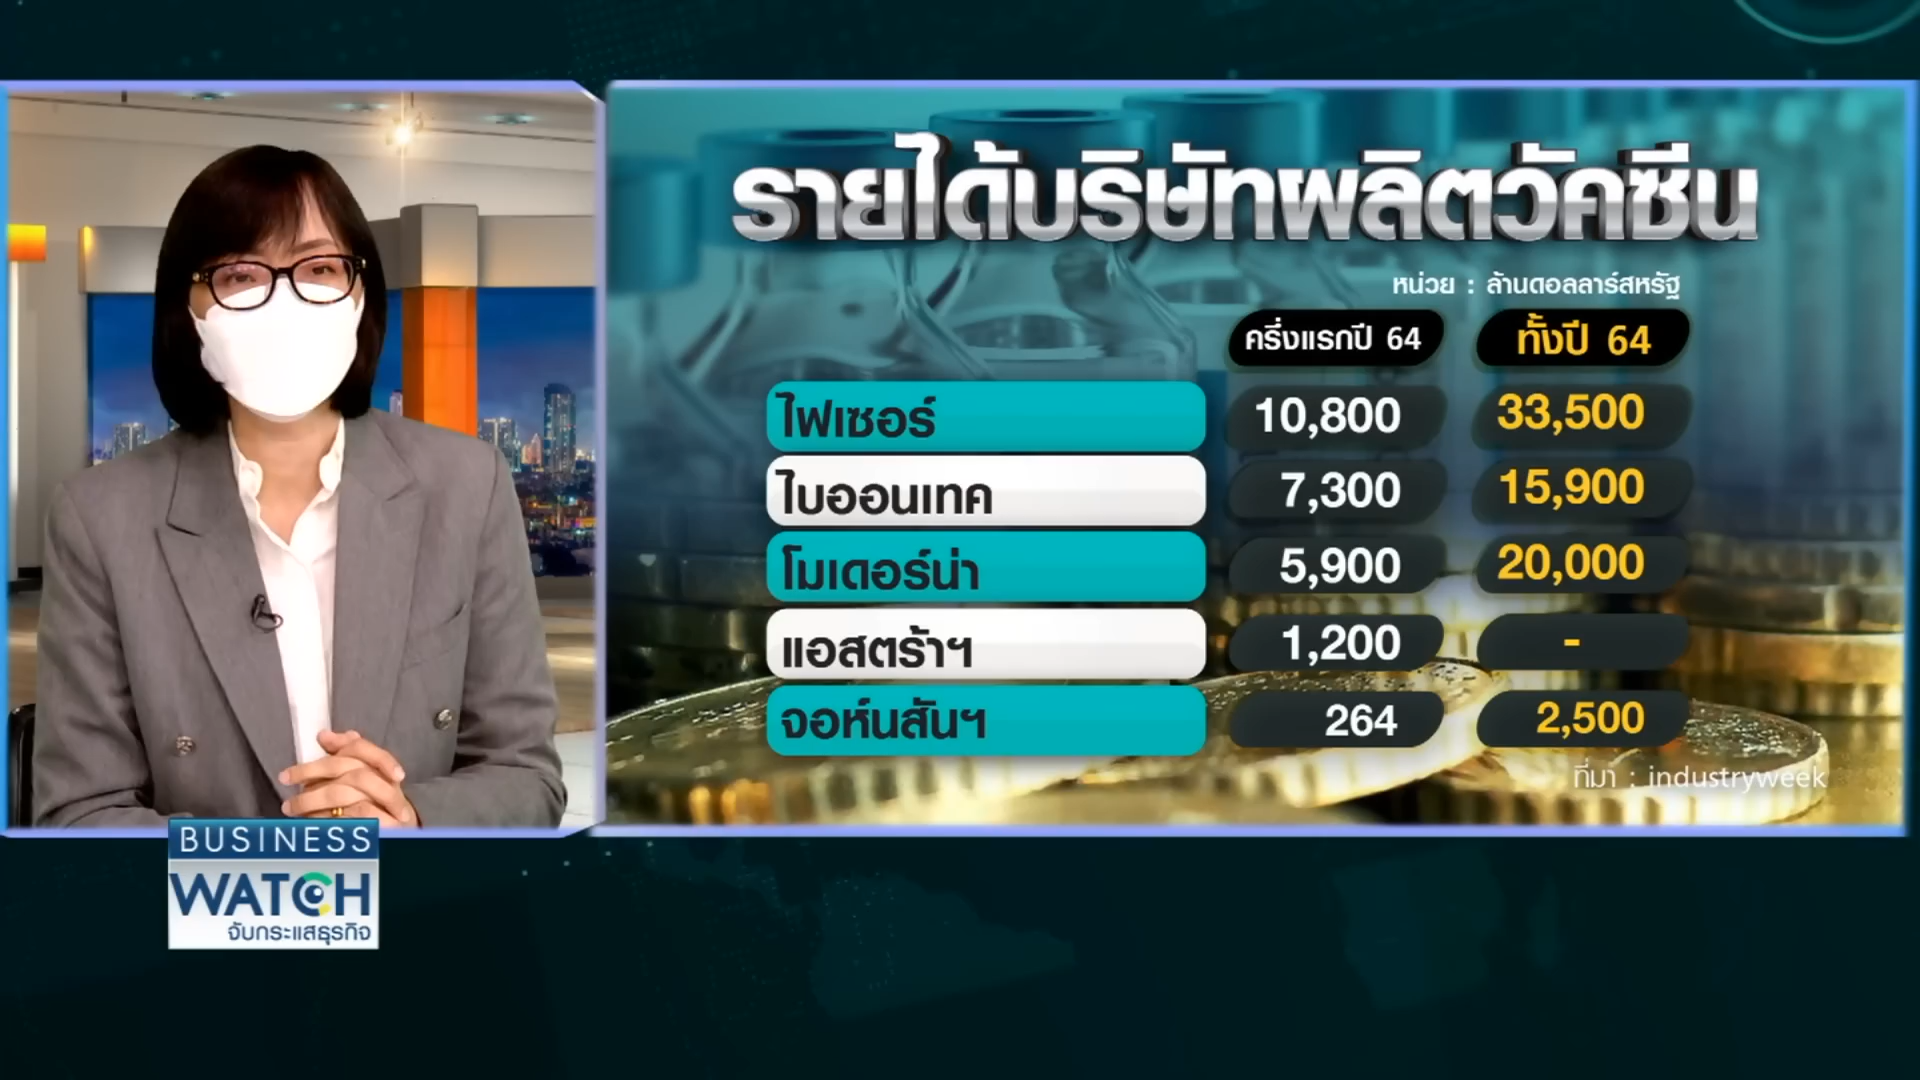 รายได้บริษัทผลิตวัคซีน
หน่วย : ล้านดอลลาร์สหรัฐ
ครึ่งแรกปี 64 ทั้งปี 64
ไฟเซอร์ 10,800 33,500
ไบออนเทค 7,300 15,900
โมเดอร์น่า 5,900 20,000
แอสตร้าฯ 1,200 -
จอห์นสันฯ 264 2,500
ที่มา : industryweek
BUSINESS
WATCH
จับกระแสธุรกิจ